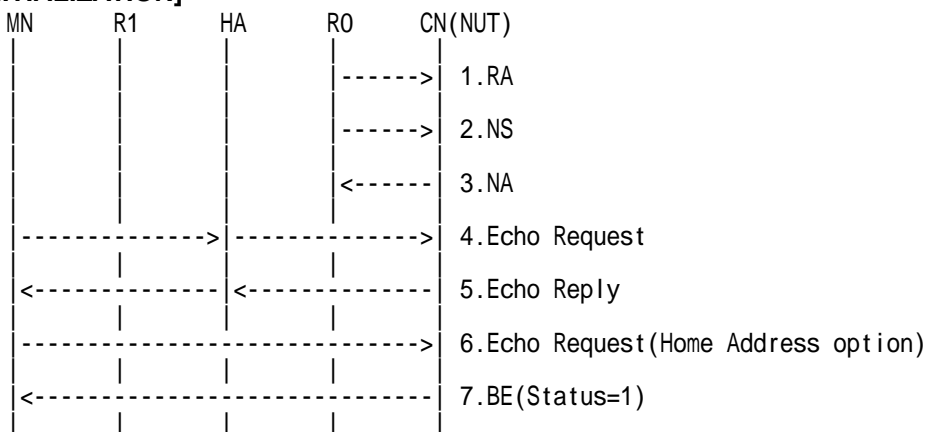 MN R1 HA R0 CN(NUT)
1.RA
2.NS
3.NA
4.Echo Request
5.Echo Reply
6.Echo Request(Home Address option)
7.BE(Status=1)